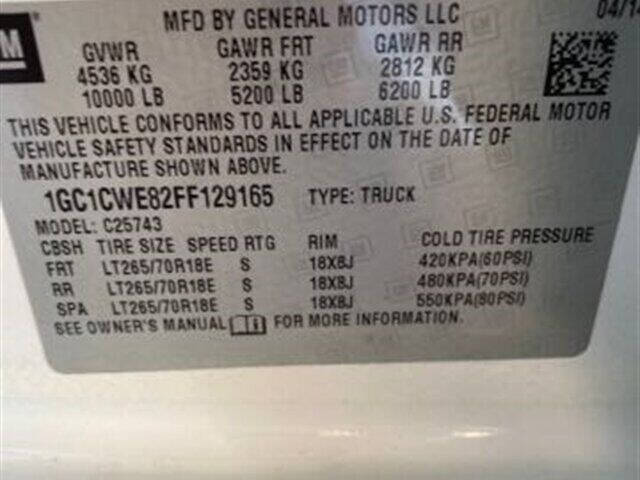 MFD BY GENERAL MOTORS LLC
GVWR GAWR FRT GAWR RR
4536 KG 2359 KG 2812 KG
10000 LB 5200 LB 6200 LB
THIS VEHICLE CONFORMS TO ALL APPLICABLE U.S. FEDERAL MOTOR
VEHICLE SAFETY STANDARDS IN EFFECT ON THE DATE OF
MANUFACTURE SHOWN ABOVE.
1GC1CWE82FF129165 TYPE: TRUCK
MODEL: C25743
CBSH TIRE SIZE SPEED RTG RIM COLD TIRE PRESSURE
FRT LT265/70R18E S 18X8J 420KPA(60PSI)
RR LT265/70R18E S 18X8J 480KPA(70PSI)
SPA LT265/70R18E S 18X8J 550KPA(80PSI)
SEE OWNER'S MANUAL FOR MORE INFORMATION.